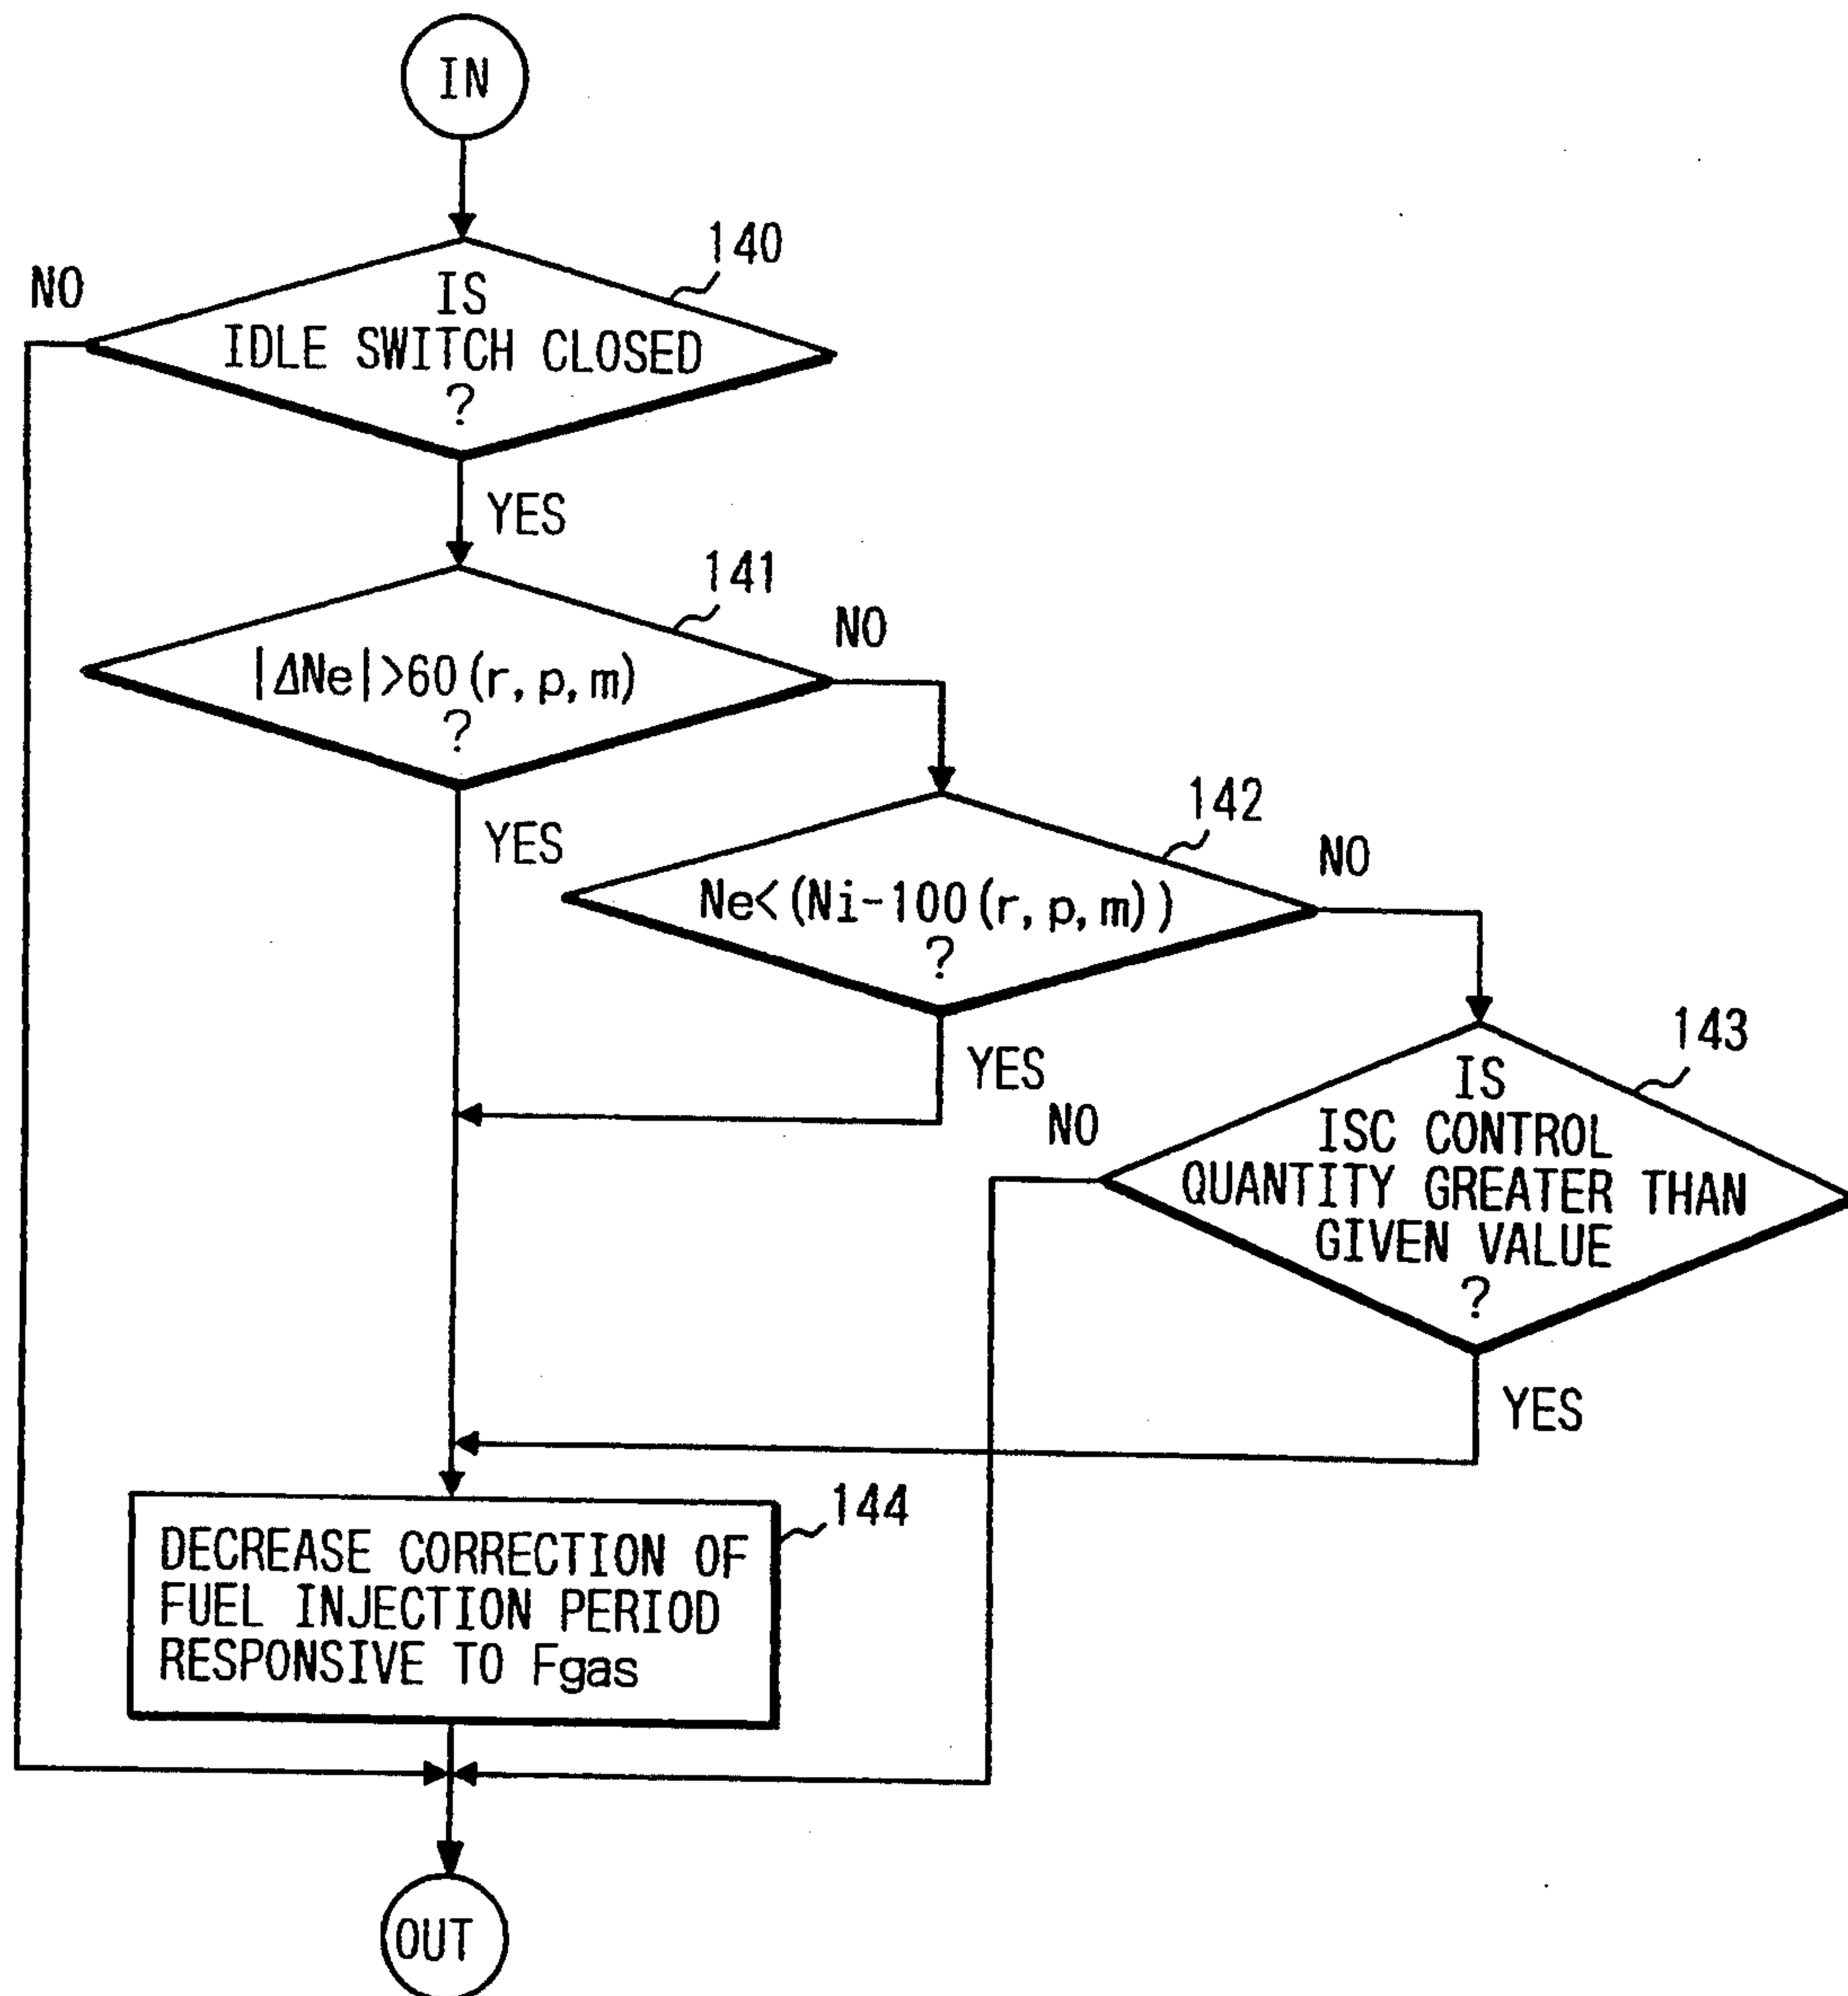 IN
140
NO
IS
IDLE SWITCH CLOSED
?
YES
141
NO
|ΔNe|>60(r,p,m)
?
YES
142
NO
Ne<(Ni-100(r,p,m))
?
YES
143
NO
IS
ISC CONTROL
QUANTITY GREATER THAN
GIVEN VALUE
?
YES
144
DECREASE CORRECTION OF
FUEL INJECTION PERIOD
RESPONSIVE TO Fgas
OUT